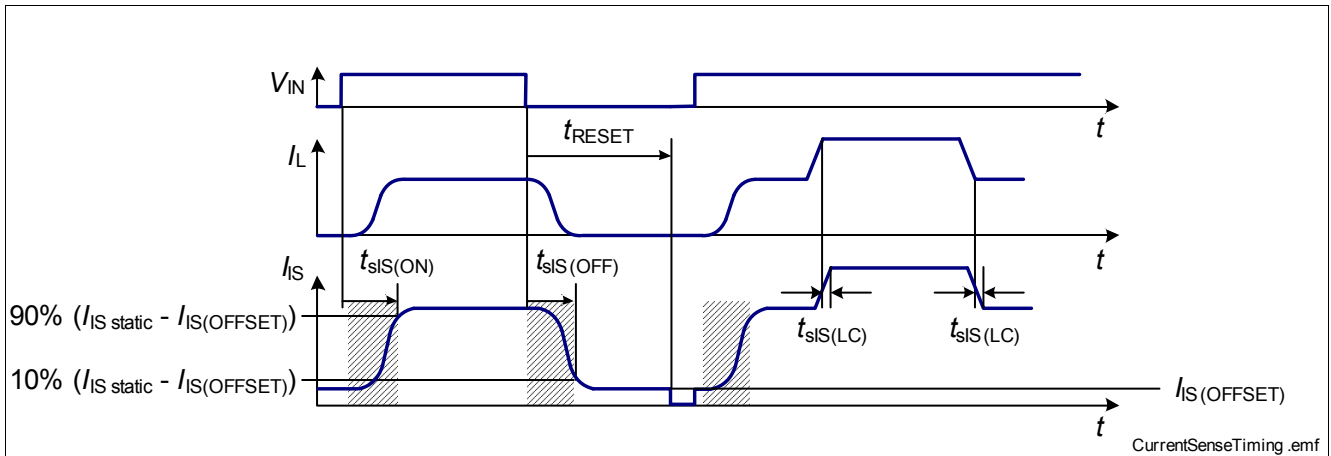 VIN
t
tRESET
IL
t
IIS
tsIS(ON)
tsIS(OFF)
90% (IIS static - IIS(OFFSET))
tsIS(LC)
tsIS(LC)
10% (IIS static - IIS(OFFSET))
IIS(OFFSET)
t
CurrentSenseTiming .emf